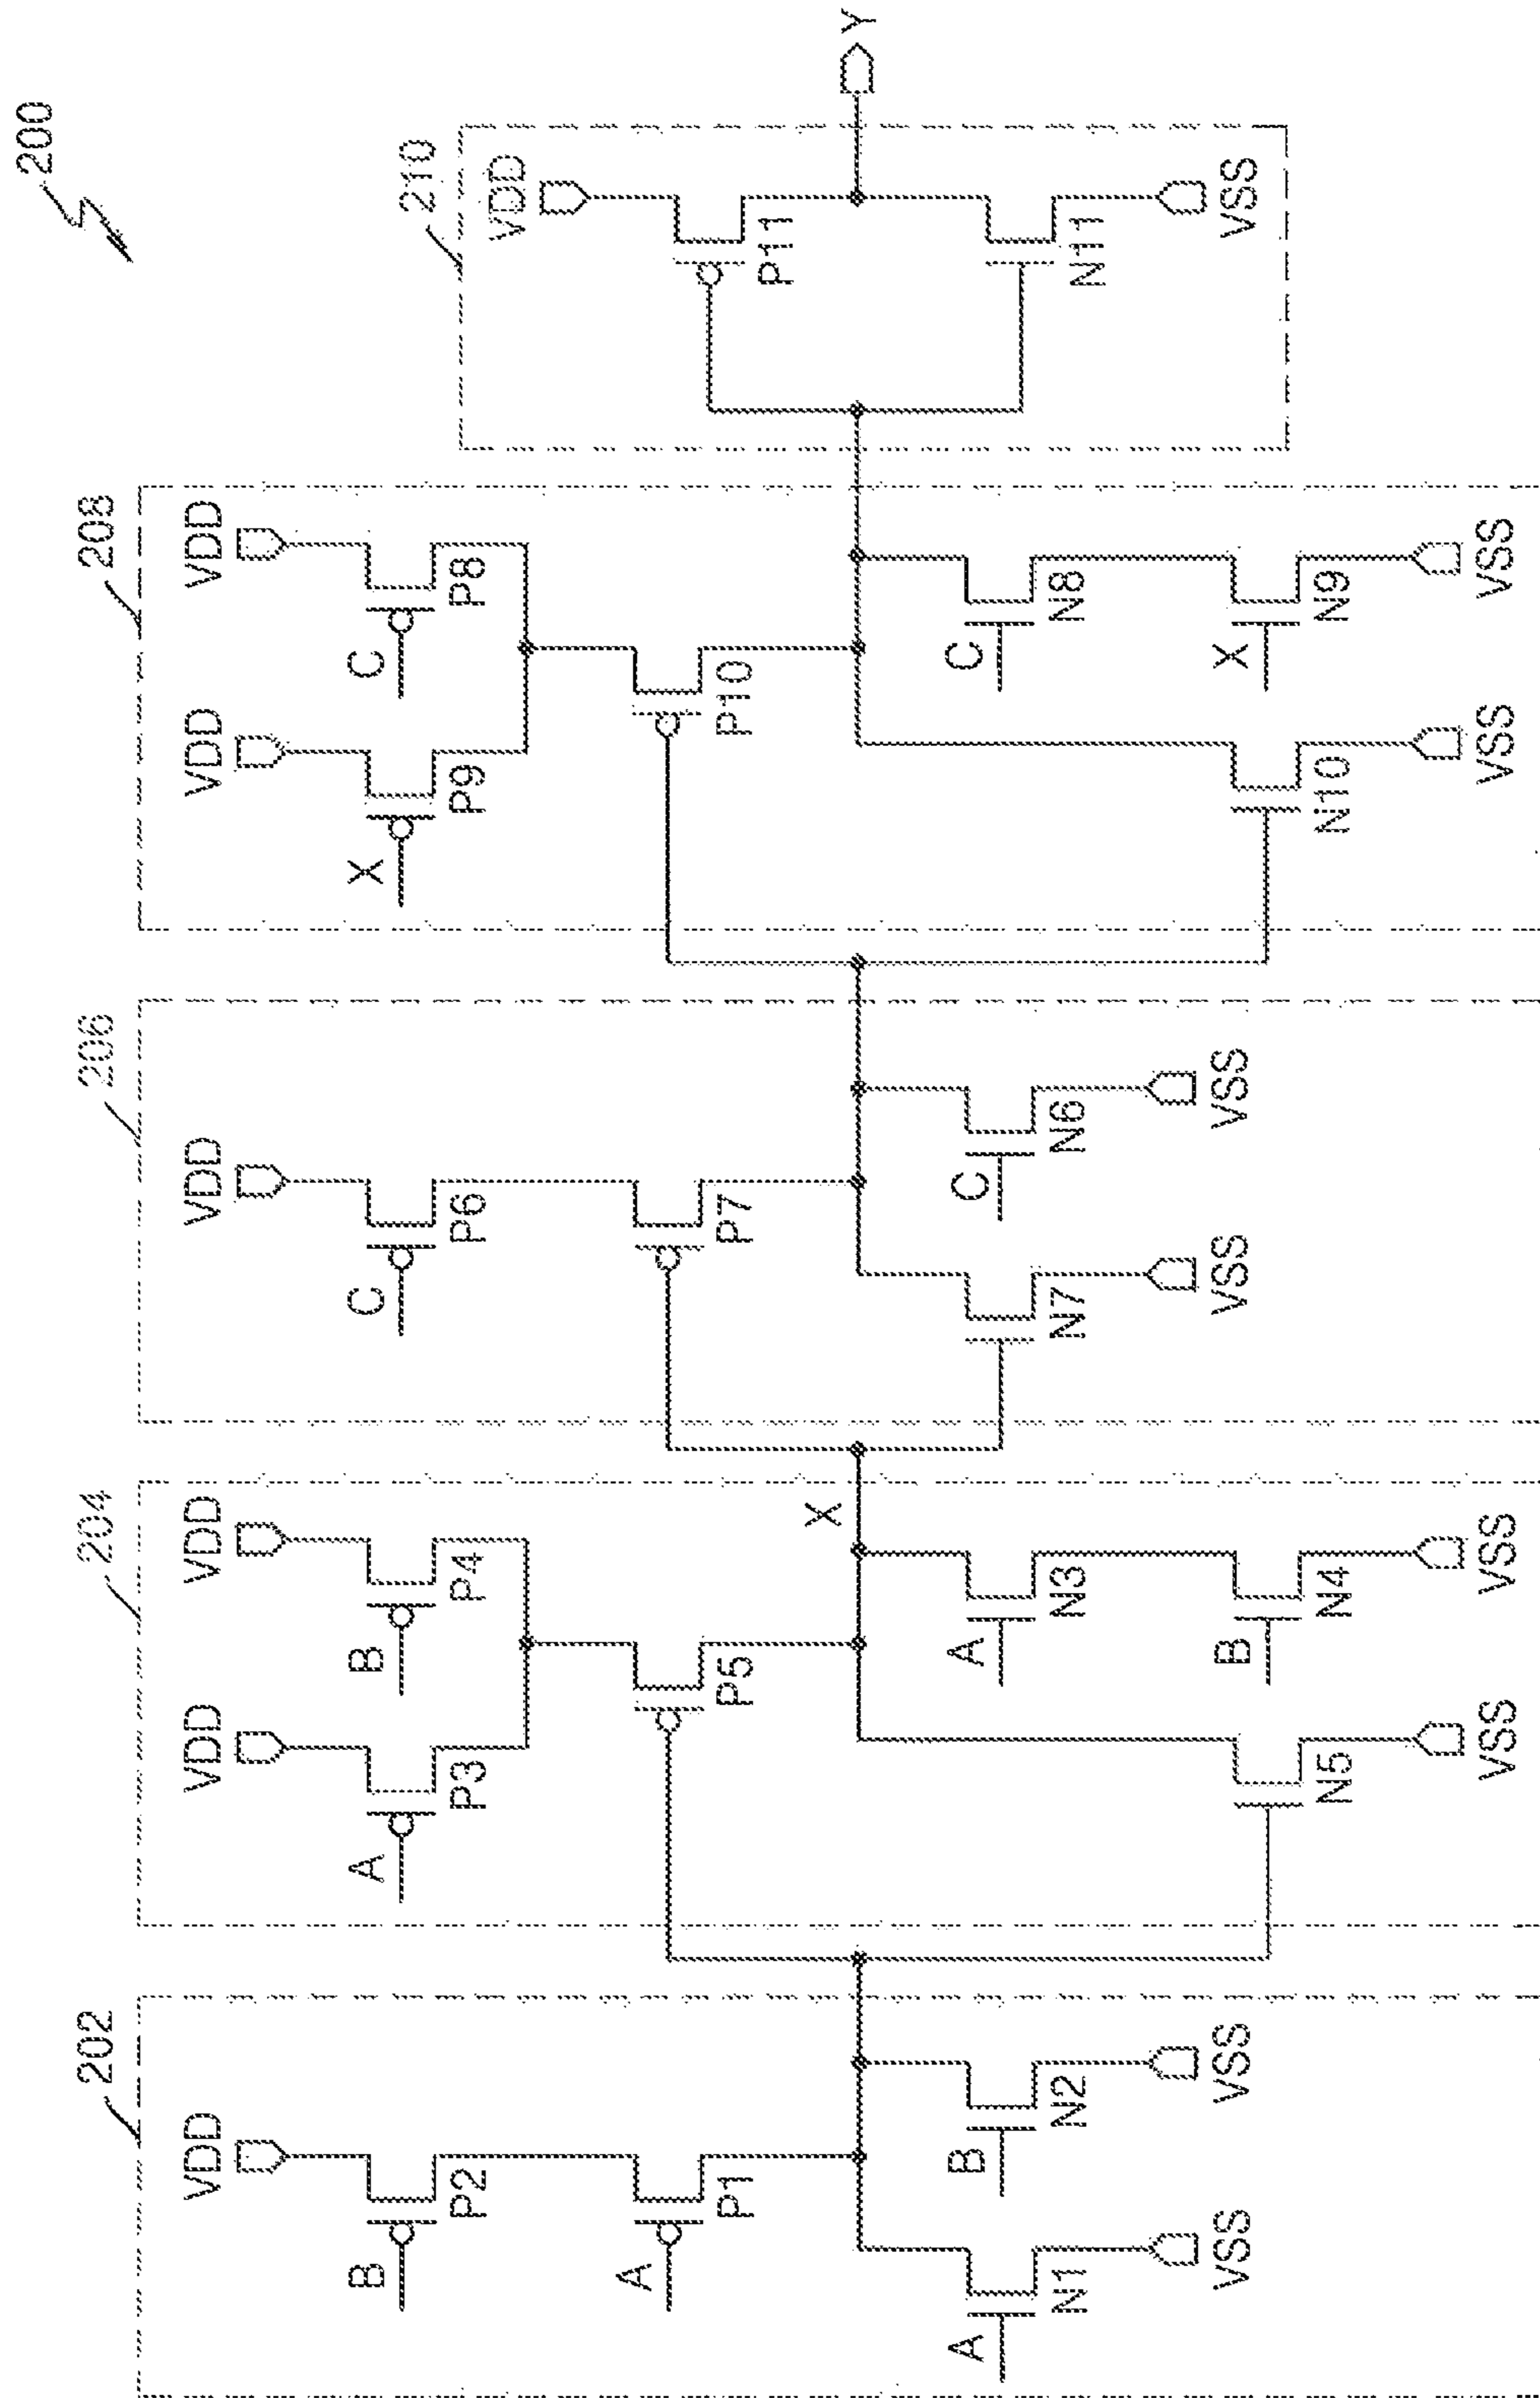 200
202
VDD
B
P2
A
P1
A
N1
B
N2
VSS
VSS
204
VDD
VDD
A
P3
B
P4
P5
X
A
N3
B
N4
N5
VSS
VSS
206
VDD
C
P6
P7
C
N6
N7
VSS
VSS
208
VDD
VDD
X
P9
C
P8
P10
C
N8
X
N9
N10
VSS
VSS
210
VDD
P11
N11
VSS
Y